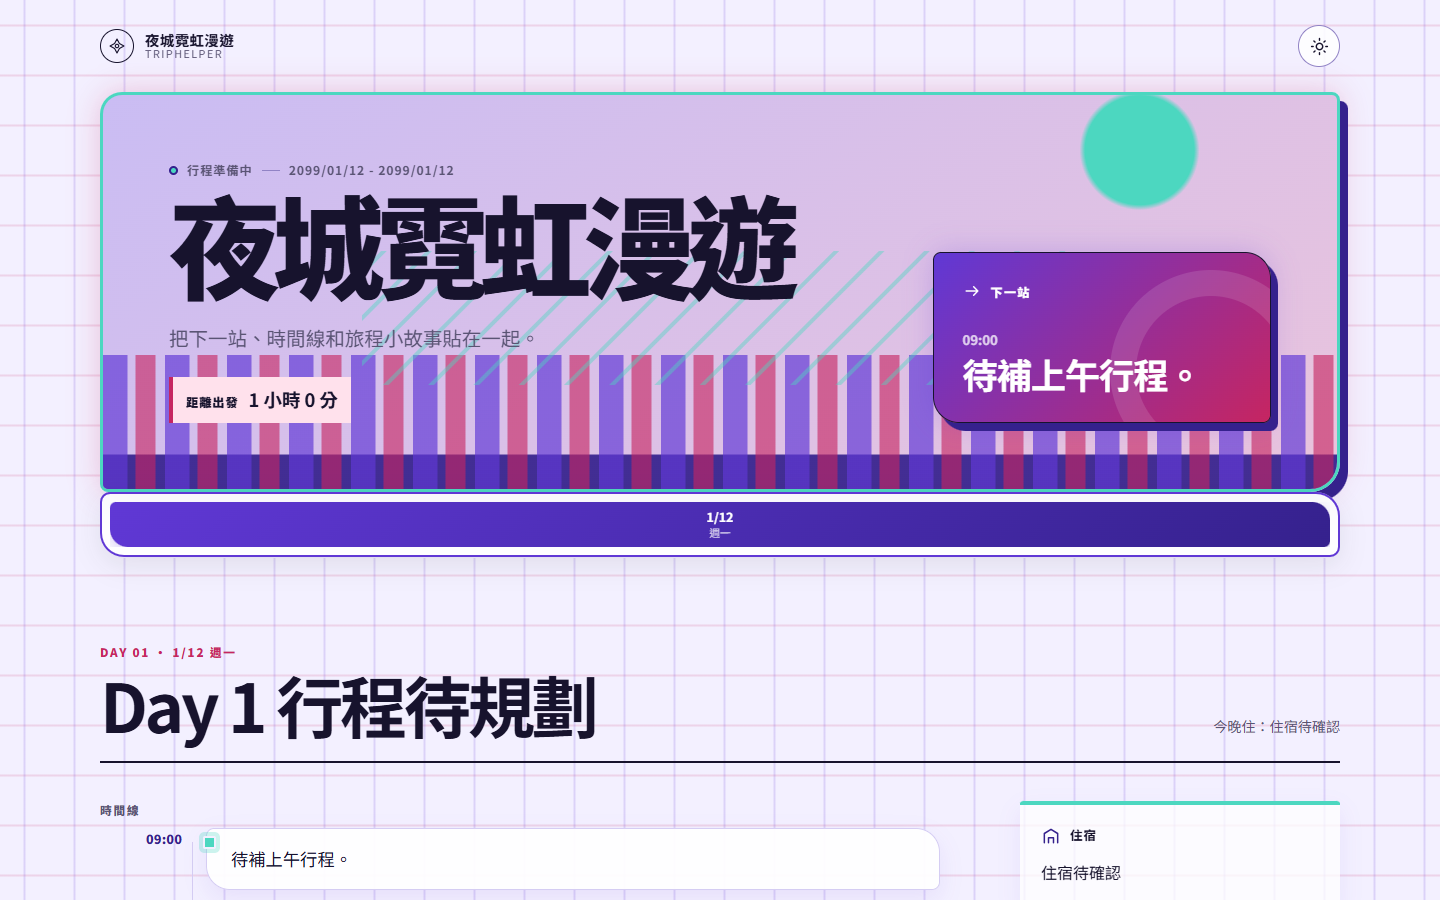 夜城霓虹漫遊
TRIPHELPER
行程準備中 — 2099/01/12 - 2099/01/12
夜城霓虹漫遊
把下一站、時間線和旅程小故事貼在一起。
距離出發 1 小時 0 分
下一站
09:00
待補上午行程。
1/12
週一
DAY 01 · 1/12 週一
Day 1 行程待規劃
今晚住：住宿待確認
時間線
09:00
待補上午行程。
住宿
住宿待確認